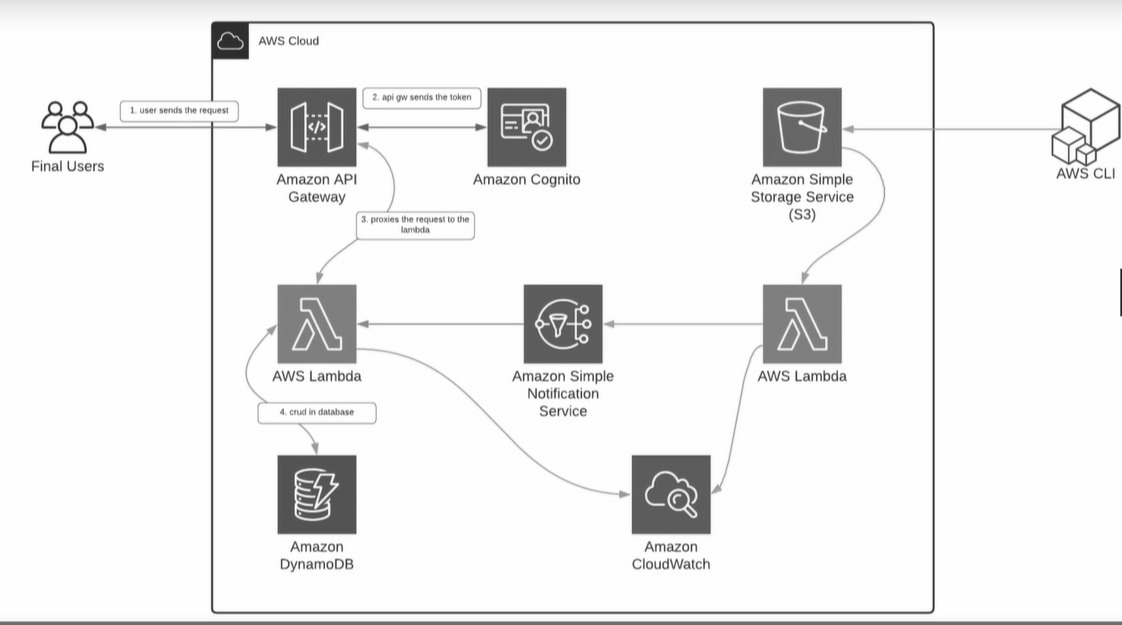 AWS Cloud
1. user sends the request
2. api gw sends the token
Final Users
Amazon API
Gateway
Amazon Cognito
Amazon Simple
Storage Service
(S3)
AWS CLI
3. proxies the request to the
lambda
AWS Lambda
Amazon Simple
Notification
Service
AWS Lambda
4. crud in database
Amazon
DynamoDB
Amazon
CloudWatch